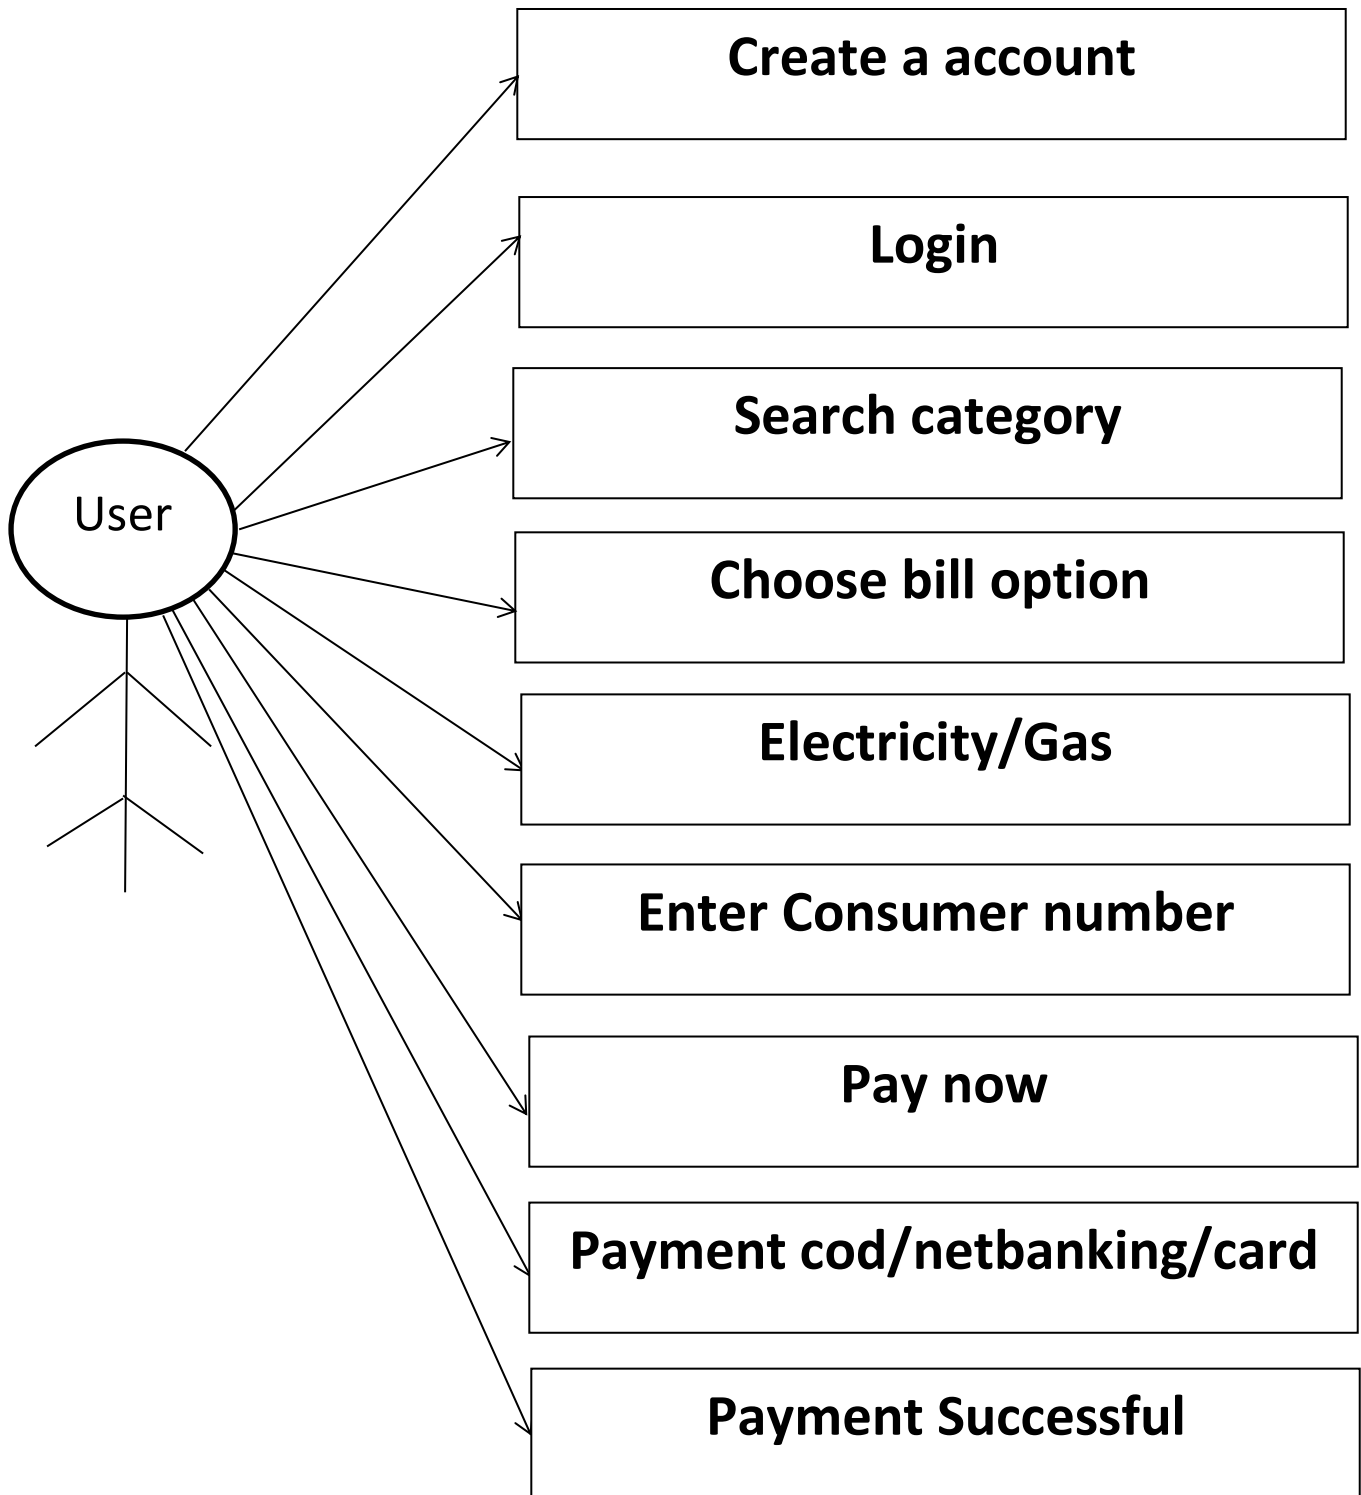 Create a account
Login
Search category
User
Choose bill option
Electricity/Gas
Enter Consumer number
Pay now
Payment cod/netbanking/card
Payment Successful